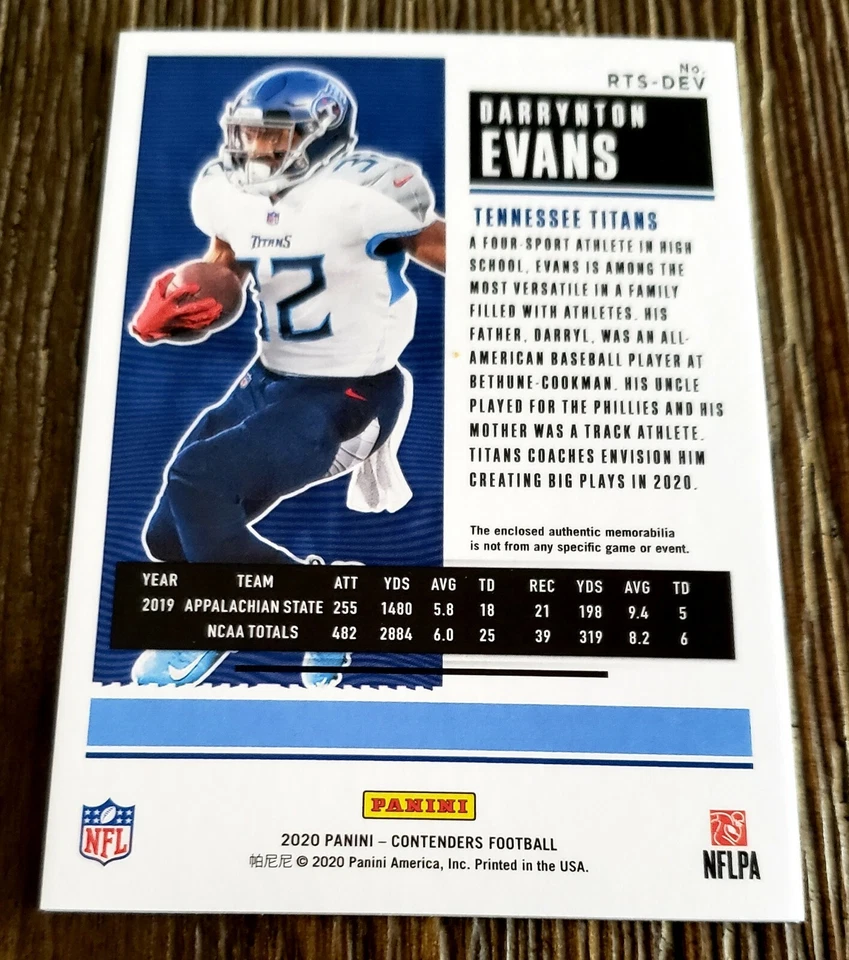 No.
RTS-DEV
DARRYNTON
EVANS
TENNESSEE TITANS
A FOUR-SPORT ATHLETE IN HIGH
SCHOOL, EVANS IS AMONG THE
MOST VERSATILE IN A FAMILY
FILLED WITH ATHLETES. HIS
FATHER, DARRYL, WAS AN ALL-
AMERICAN BASEBALL PLAYER AT
BETHUNE-COOKMAN. HIS UNCLE
PLAYED FOR THE PHILLIES AND HIS
MOTHER WAS A TRACK ATHLETE.
TITANS COACHES ENVISION HIM
CREATING BIG PLAYS IN 2020.
The enclosed authentic memorabilia
is not from any specific game or event.
TITANS
32
YEAR TEAM ATT YDS AVG TD REC YDS AVG TD
2019 APPALACHIAN STATE 255 1480 5.8 18 21 198 9.4 5
NCAA TOTALS 482 2884 6.0 25 39 319 8.2 6
PANINI
2020 PANINI – CONTENDERS FOOTBALL
帕尼尼 © 2020 Panini America, Inc. Printed in the USA.
NFL
NFLPA